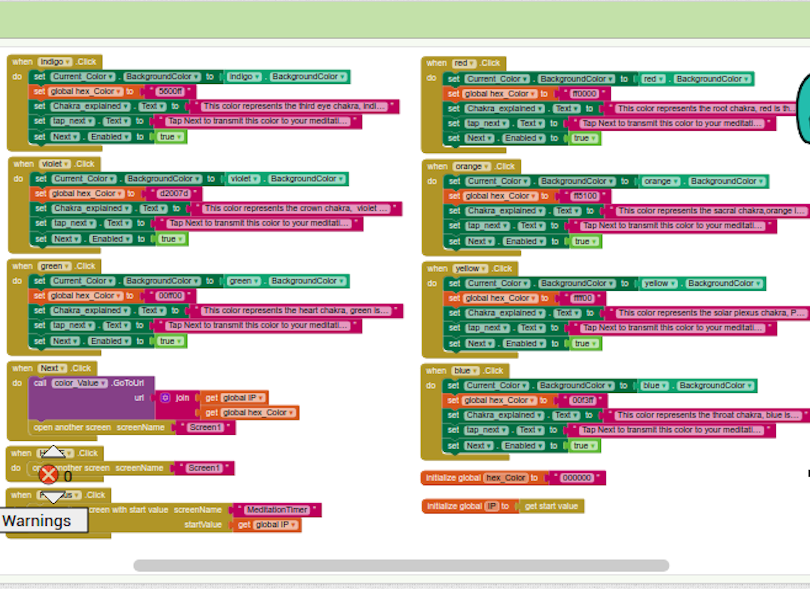 when indigo .Click
do set Current_Color . BackgroundColor to indigo . BackgroundColor
set global hex_Color to " 5600ff "
set Chakra_explained . Text to " This color represents the third eye chakra, indi... "
set tap_next . Text to " Tap Next to transmit this color to your meditati... "
set Next . Enabled to true
when violet .Click
do set Current_Color . BackgroundColor to violet . BackgroundColor
set global hex_Color to " d2007d "
set Chakra_explained . Text to " This color represents the crown chakra, violet ... "
set tap_next . Text to " Tap Next to transmit this color to your meditati... "
set Next . Enabled to true
when green .Click
do set Current_Color . BackgroundColor to green . BackgroundColor
set global hex_Color to " 00ff00 "
set Chakra_explained . Text to " This color represents the heart chakra, green is... "
set tap_next . Text to " Tap Next to transmit this color to your meditati... "
set Next . Enabled to true
when Next .Click
do call color_Value .GoToUrl
url join get global IP
get global hex_Color
open another screen screenName " Screen1 "
when .Click
do another screen screenName " Screen1 "
0
when .Click
screen with start value screenName " MeditationTimer "
startValue get global IP
Warnings
when red .Click
do set Current_Color . BackgroundColor to red . BackgroundColor
set global hex_Color to " ff0000 "
set Chakra_explained . Text to " This color represents the root chakra, red is th...
set tap_next . Text to " Tap Next to transmit this color to your meditati... "
set Next . Enabled to true
when orange .Click
do set Current_Color . BackgroundColor to orange . BackgroundColor
set global hex_Color to " ff5100 "
set Chakra_explained . Text to " This color represents the sacral chakra,orange i...
set tap_next . Text to " Tap Next to transmit this color to your meditati... "
set Next . Enabled to true
when yellow .Click
do set Current_Color . BackgroundColor to yellow . BackgroundColor
set global hex_Color to " ffff00 "
set Chakra_explained . Text to " This color represents the solar plexus chakra, P...
set tap_next . Text to " Tap Next to transmit this color to your meditati... "
set Next . Enabled to true
when blue .Click
do set Current_Color . BackgroundColor to blue . BackgroundColor
set global hex_Color to " 00f3ff "
set Chakra_explained . Text to " This color represents the throat chakra, blue is...
set tap_next . Text to " Tap Next to transmit this color to your meditati... "
set Next . Enabled to true
initialize global hex_Color to " 000000 "
initialize global IP to get start value